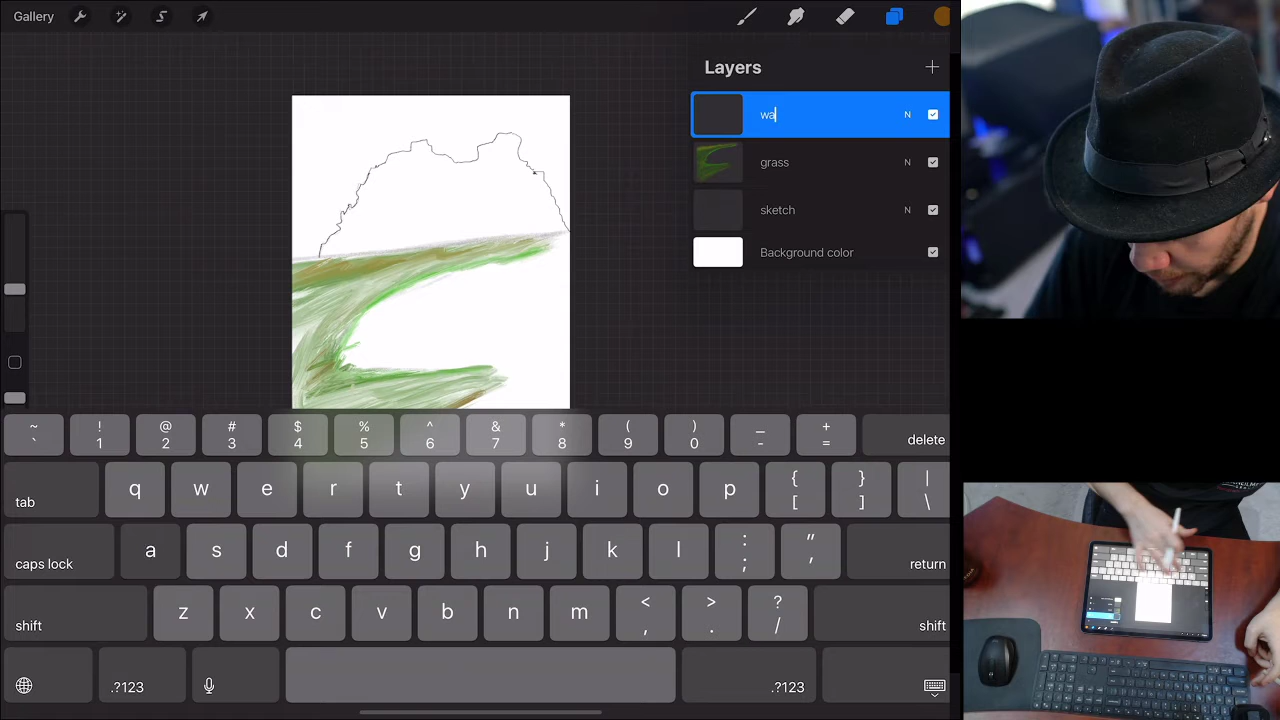 Gallery
Layers
wa N
grass N
sketch N
Background color
~ ! @ # $ % ^ & * ( ) _ +
` 1 2 3 4 5 6 7 8 9 0 - = delete
tab q w e r t y u i o p { [ } ] | \
caps lock a s d f g h j k l : ; " ' return
shift z x c v b n m < , > . ? / shift
.?123 .?123